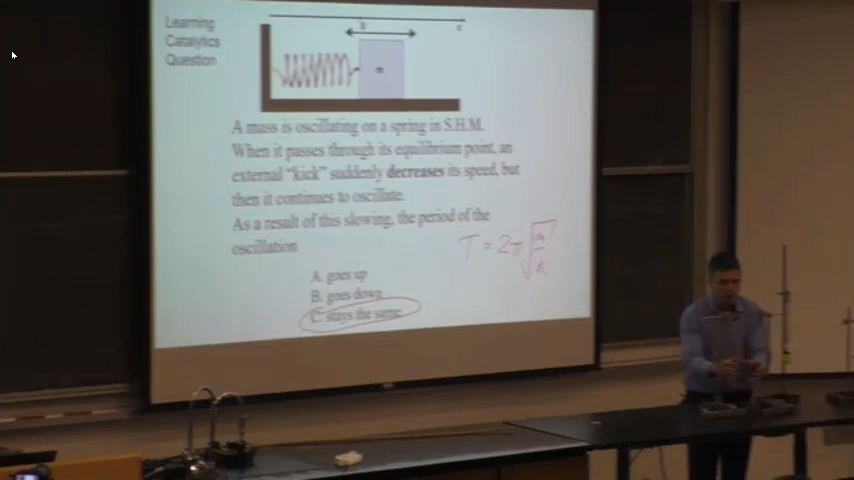 Learning
Catalytics
Question
0
x
m
A mass is oscillating on a spring in S.H.M.
When it passes through its equilibrium point, an
external “kick” suddenly decreases its speed, but
then it continues to oscillate.
As a result of this slowing, the period of the
oscillation
T = 2π√(m/k)
A. goes up
B. goes down
C. stays the same